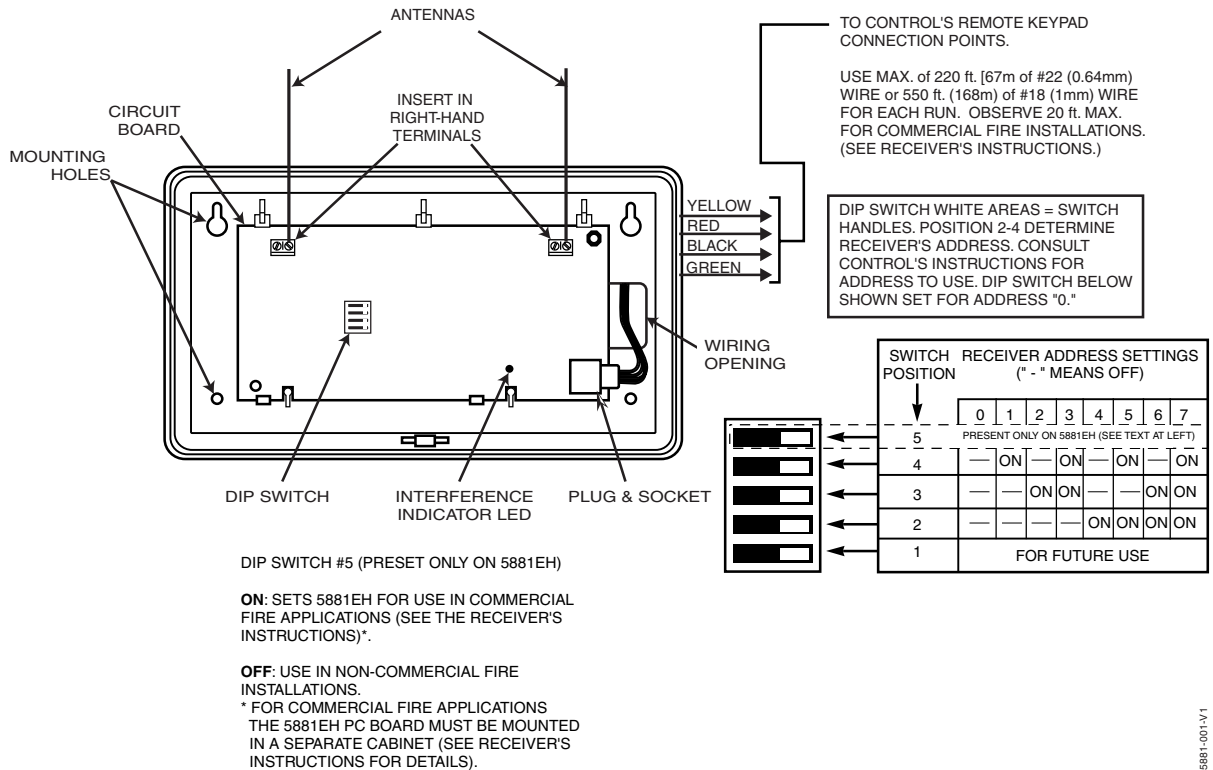 ANTENNAS
TO CONTROL'S REMOTE KEYPAD
CONNECTION POINTS.
USE MAX. of 220 ft. [67m of #22 (0.64mm)
WIRE or 550 ft. (168m) of #18 (1mm) WIRE
FOR EACH RUN. OBSERVE 20 ft. MAX.
FOR COMMERCIAL FIRE INSTALLATIONS.
(SEE RECEIVER'S INSTRUCTIONS.)
CIRCUIT
BOARD
INSERT IN
RIGHT-HAND
TERMINALS
MOUNTING
HOLES
YELLOW
RED
BLACK
GREEN
DIP SWITCH WHITE AREAS = SWITCH
HANDLES. POSITION 2-4 DETERMINE
RECEIVER'S ADDRESS. CONSULT
CONTROL'S INSTRUCTIONS FOR
ADDRESS TO USE. DIP SWITCH BELOW
SHOWN SET FOR ADDRESS "0."
WIRING
OPENING
DIP SWITCH
INTERFERENCE
INDICATOR LED
PLUG & SOCKET
SWITCH
POSITION
RECEIVER ADDRESS SETTINGS
(" - " MEANS OFF)
0 1 2 3 4 5 6 7
5 PRESENT ONLY ON 5881EH (SEE TEXT AT LEFT)
4 — ON — ON — ON — ON
3 — — ON ON — — ON ON
2 — — — — ON ON ON ON
1 FOR FUTURE USE
DIP SWITCH #5 (PRESET ONLY ON 5881EH)
ON: SETS 5881EH FOR USE IN COMMERCIAL
FIRE APPLICATIONS (SEE THE RECEIVER'S
INSTRUCTIONS)*.
OFF: USE IN NON-COMMERCIAL FIRE
INSTALLATIONS.
* FOR COMMERCIAL FIRE APPLICATIONS
THE 5881EH PC BOARD MUST BE MOUNTED
IN A SEPARATE CABINET (SEE RECEIVER'S
INSTRUCTIONS FOR DETAILS).
5881-001-V1